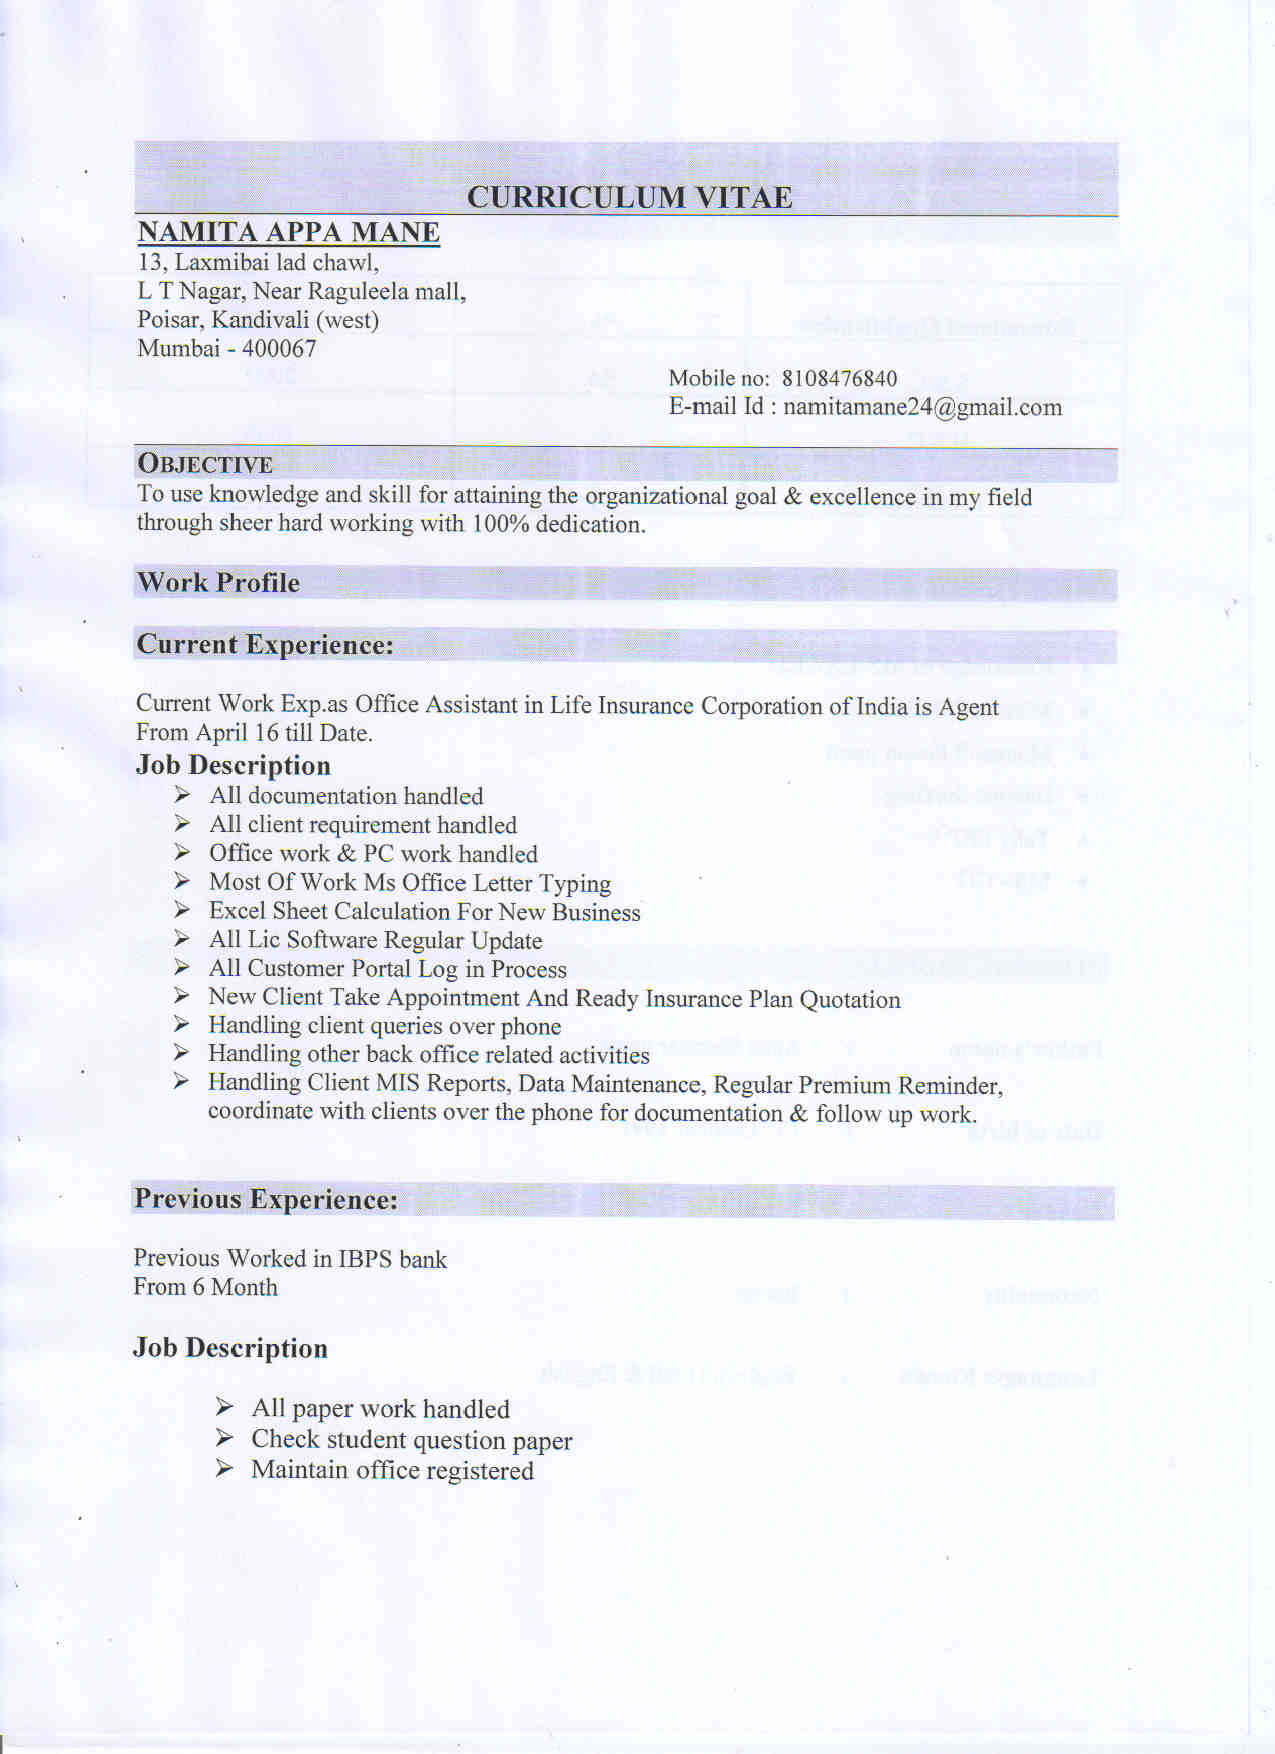 CURRICULUM VITAE
NAMITA APPA MANE
13, Laxmibai lad chawl,
L T Nagar, Near Raguleela mall,
Poisar, Kandivali (west)
Mumbai - 400067
Mobile no: 8108476840
E-mail Id : namitamane24@gmail.com
OBJECTIVE
To use knowledge and skill for attaining the organizational goal & excellence in my field
through sheer hard working with 100% dedication.
Work Profile
Current Experience:
Current Work Exp.as Office Assistant in Life Insurance Corporation of India is Agent
From April 16 till Date.
Job Description
➢ All documentation handled
➢ All client requirement handled
➢ Office work & PC work handled
➢ Most Of Work Ms Office Letter Typing
➢ Excel Sheet Calculation For New Business
➢ All Lic Software Regular Update
➢ All Customer Portal Log in Process
➢ New Client Take Appointment And Ready Insurance Plan Quotation
➢ Handling client queries over phone
➢ Handling other back office related activities
➢ Handling Client MIS Reports, Data Maintenance, Regular Premium Reminder,
coordinate with clients over the phone for documentation & follow up work.
Previous Experience:
Previous Worked in IBPS bank
From 6 Month
Job Description
➢ All paper work handled
➢ Check student question paper
➢ Maintain office registered